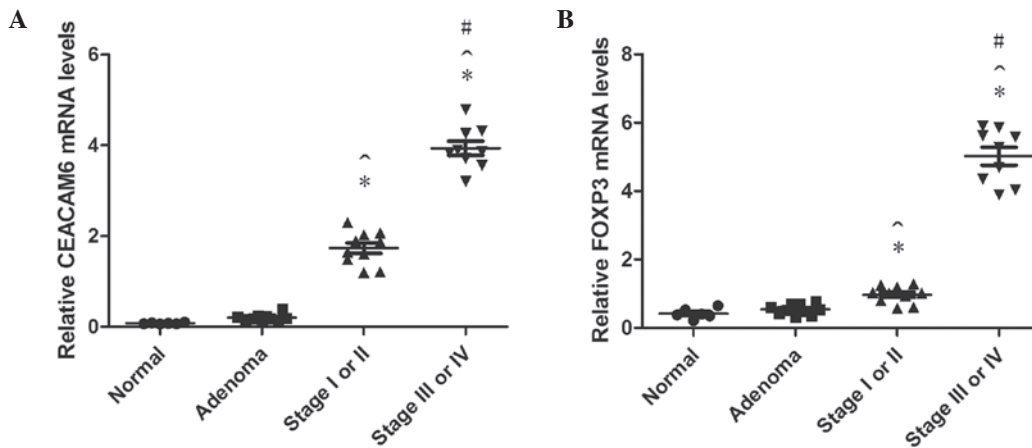 A
Relative CEACAM6 mRNA levels
6
4
2
0
^
*
#
^
*
Normal
Adenoma
Stage I or II
Stage III or IV
B
Relative FOXP3 mRNA levels
8
6
4
2
0
^
*
#
^
*
Normal
Adenoma
Stage I or II
Stage III or IV